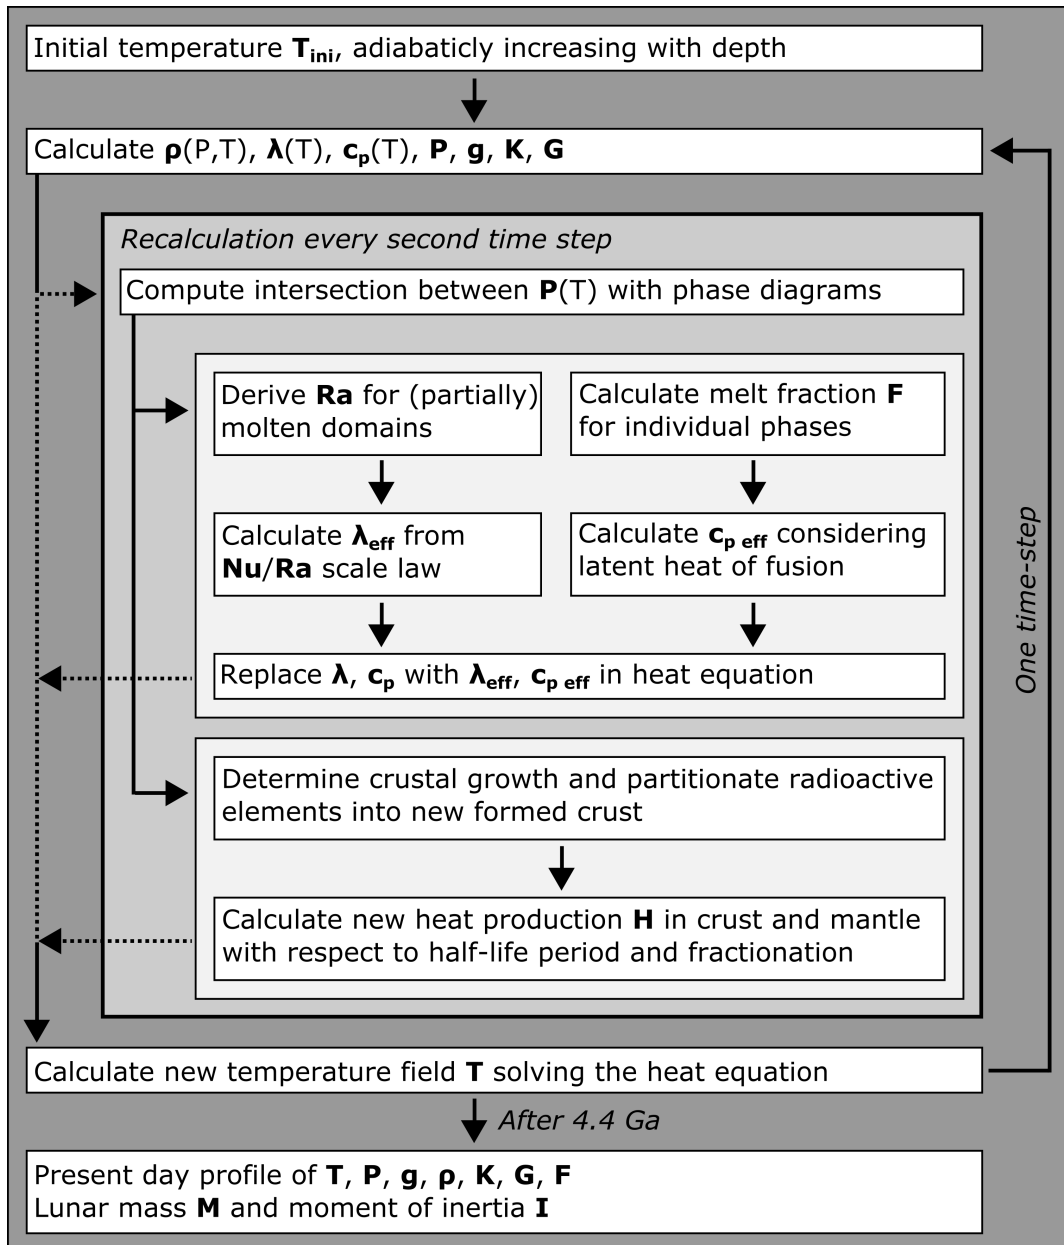 Initial temperature Tini, adiabaticly increasing with depth
Calculate ρ(P,T), λ(T), cp(T), P, g, K, G
Recalculation every second time step
Compute intersection between P(T) with phase diagrams
Derive Ra for (partially)
molten domains
Calculate melt fraction F
for individual phases
Calculate λeff from
Nu/Ra scale law
Calculate cp eff considering
latent heat of fusion
Replace λ, cp with λeff, cp eff in heat equation
Determine crustal growth and partitionate radioactive
elements into new formed crust
Calculate new heat production H in crust and mantle
with respect to half-life period and fractionation
One time-step
Calculate new temperature field T solving the heat equation
After 4.4 Ga
Present day profile of T, P, g, ρ, K, G, F
Lunar mass M and moment of inertia I